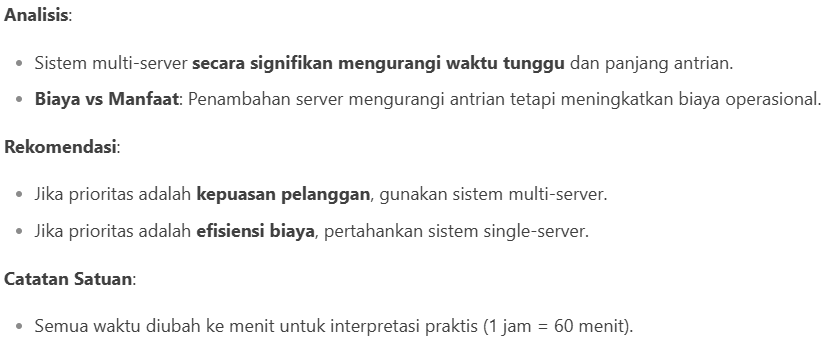 Analisis:
• Sistem multi-server secara signifikan mengurangi waktu tunggu dan panjang antrian.
• Biaya vs Manfaat: Penambahan server mengurangi antrian tetapi meningkatkan biaya operasional.
Rekomendasi:
• Jika prioritas adalah kepuasan pelanggan, gunakan sistem multi-server.
• Jika prioritas adalah efisiensi biaya, pertahankan sistem single-server.
Catatan Satuan:
• Semua waktu diubah ke menit untuk interpretasi praktis (1 jam = 60 menit).